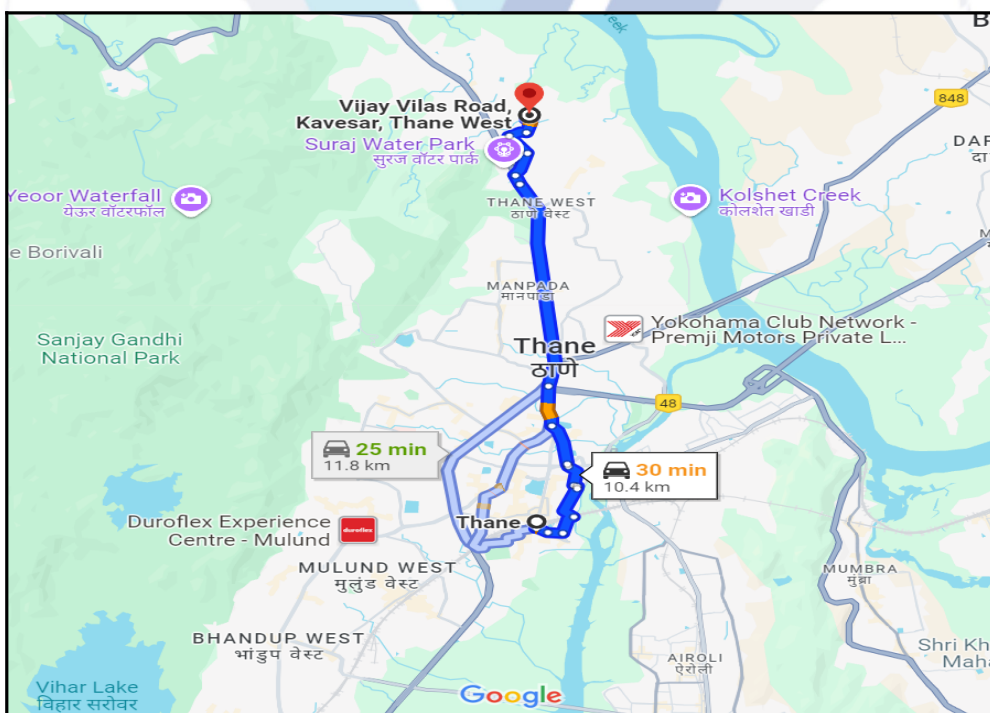 Creek
B
848
Vijay Vilas Road,
Kavesar, Thane West
Suraj Water Park
सुरज वॉटर पार्क
DAR
दा
Yeoor Waterfall
येऊर वॉटरफॉल
THANE WEST
ठाणे वेस्ट
Kolshet Creek
कोलशेत खाडी
e Borivali
MANPADA
मानपाडा
Sanjay Gandhi
National Park
Thane
ठाणे
Yokohama Club Network -
Premji Motors Private L...
48
25 min
11.8 km
30 min
10.4 km
Duroflex Experience
Centre - Mulund
duroflex
Thane
MULUND WEST
मुलुंड वेस्ट
MUMBRA
मुंब्रा
BHANDUP WEST
भांडुप वेस्ट
AIROLI
ऐरोली
Shri Kh
Maha
Vihar Lake
विहार सरोवर
Google